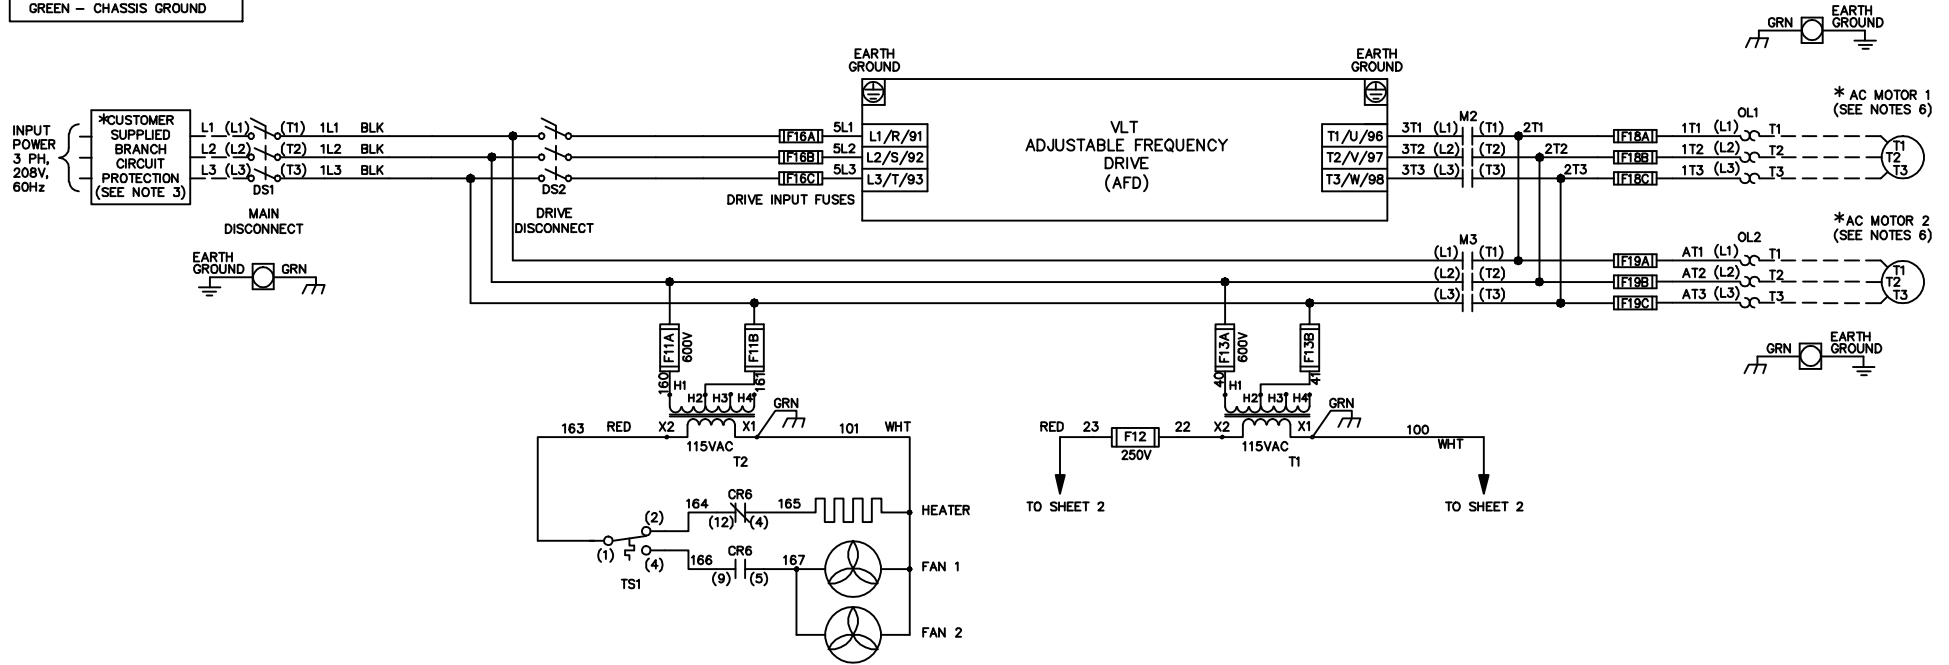 GREEN - CHASSIS GROUND
GRN
EARTH
GROUND
EARTH
GROUND
EARTH
GROUND
INPUT
POWER
3 PH,
208V,
60Hz
*CUSTOMER
SUPPLIED
BRANCH
CIRCUIT
PROTECTION
(SEE NOTE 3)
L1 (L1) (T1) 1L1 BLK
L2 (L2) (T2) 1L2 BLK
L3 (L3) (T3) 1L3 BLK
DS1
MAIN
DISCONNECT
DS2
DRIVE
DISCONNECT
F16A 5L1 L1/R/91
F16B 5L2 L2/S/92
F16C 5L3 L3/T/93
DRIVE INPUT FUSES
VLT
ADJUSTABLE FREQUENCY
DRIVE
(AFD)
T1/U/96 3T1 (L1) M2 (T1) 2T1
T2/V/97 3T2 (L2) (T2) 2T2
T3/W/98 3T3 (L3) (T3) 2T3
F18A 1T1 (L1) OL1 T1
F18B 1T2 (L2) T2
F18C 1T3 (L3) T3
* AC MOTOR 1
(SEE NOTES 6)
T1
T2
T3
EARTH
GROUND
GRN
M3
(L1) (T1)
(L2) (T2)
(L3) (T3)
F19A AT1 (L1) OL2 T1
F19B AT2 (L2) T2
F19C AT3 (L3) T3
*AC MOTOR 2
(SEE NOTES 6)
T1
T2
T3
GRN
EARTH
GROUND
F11A
600V
F11B
160
161
H1
H2 H3 H4
GRN
163 RED X2 X1 101 WHT
115VAC
T2
F13A
600V
F13B
40
41
H1
H2 H3 H4
GRN
RED 23 F12 22 X2 X1 100
WHT
250V
115VAC
T1
TO SHEET 2
TO SHEET 2
164 CR6 165
(12) (4)
HEATER
(1)
(2)
(4)
TS1
166 CR6 167
(9) (5)
FAN 1
FAN 2